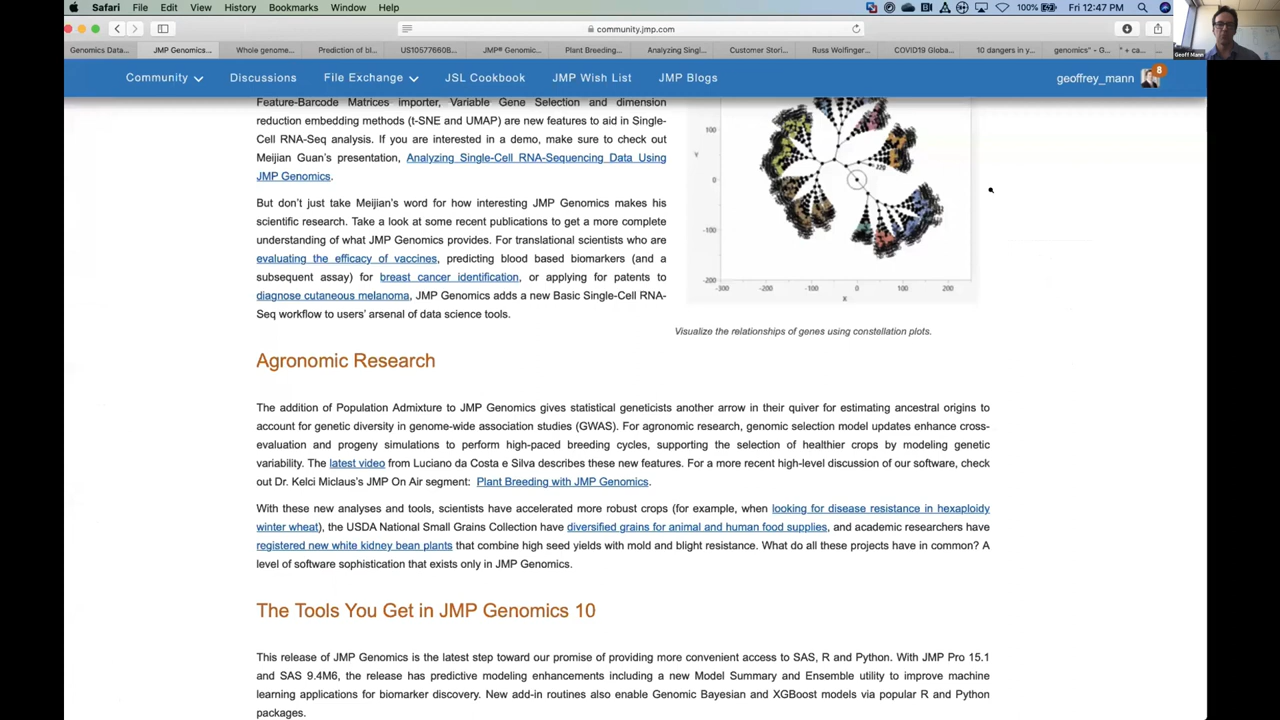 Safari File Edit View History Bookmarks Window Help 100% Fri 12:47 PM
community.jmp.com
Genomics Data... JMP Genomics... Whole genome... Prediction of bl... US10577660B... JMP® Genomic... Plant Breeding... Analyzing Singl... Customer Stori... Russ Wolfinger... COVID19 Globa... 10 dangers in y... genomics" - G...
Geoff Mann
Community Discussions File Exchange JSL Cookbook JMP Wish List JMP Blogs geoffrey_mann 8
Feature-Barcode Matrices importer, Variable Gene Selection and dimension
reduction embedding methods (t-SNE and UMAP) are new features to aid in Single-
Cell RNA-Seq analysis. If you are interested in a demo, make sure to check out
Meijian Guan's presentation, Analyzing Single-Cell RNA-Sequencing Data Using
JMP Genomics.
But don't just take Meijian's word for how interesting JMP Genomics makes his
scientific research. Take a look at some recent publications to get a more complete
understanding of what JMP Genomics provides. For translational scientists who are
evaluating the efficacy of vaccines, predicting blood based biomarkers (and a
subsequent assay) for breast cancer identification, or applying for patents to
diagnose cutaneous melanoma, JMP Genomics adds a new Basic Single-Cell RNA-
Seq workflow to users' arsenal of data science tools.
100
Y
0
-100
-200
-300 -200 -100 0 100 200
X
Visualize the relationships of genes using constellation plots.
Agronomic Research
The addition of Population Admixture to JMP Genomics gives statistical geneticists another arrow in their quiver for estimating ancestral origins to
account for genetic diversity in genome-wide association studies (GWAS). For agronomic research, genomic selection model updates enhance cross-
evaluation and progeny simulations to perform high-paced breeding cycles, supporting the selection of healthier crops by modeling genetic
variability. The latest video from Luciano da Costa e Silva describes these new features. For a more recent high-level discussion of our software, check
out Dr. Kelci Miclaus's JMP On Air segment: Plant Breeding with JMP Genomics.
With these new analyses and tools, scientists have accelerated more robust crops (for example, when looking for disease resistance in hexaploidy
winter wheat), the USDA National Small Grains Collection have diversified grains for animal and human food supplies, and academic researchers have
registered new white kidney bean plants that combine high seed yields with mold and blight resistance. What do all these projects have in common? A
level of software sophistication that exists only in JMP Genomics.
The Tools You Get in JMP Genomics 10
This release of JMP Genomics is the latest step toward our promise of providing more convenient access to SAS, R and Python. With JMP Pro 15.1
and SAS 9.4M6, the release has predictive modeling enhancements including a new Model Summary and Ensemble utility to improve machine
learning applications for biomarker discovery. New add-in routines also enable Genomic Bayesian and XGBoost models via popular R and Python
packages.